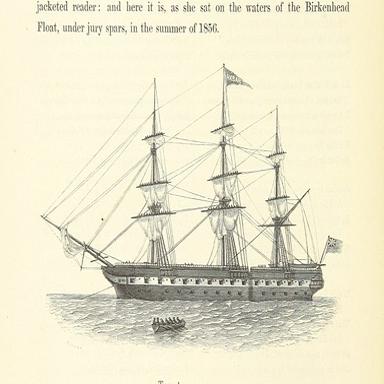 jacketed reader: and here it is, as she sat on the waters of the Birkenhead
Float, under jury spars, in the summer of 1856.